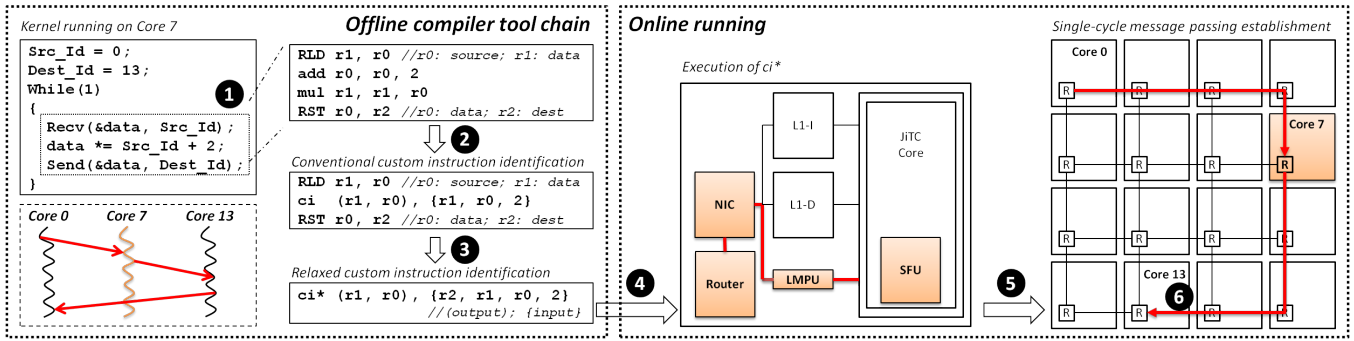 Kernel running on Core 7
Src_Id = 0;
Dest_Id = 13;
While(1)
{
Recv(&data, Src_Id);
data *= Src_Id + 2;
Send(&data, Dest_Id);
}
1
Core 0 Core 7 Core 13
Offline compiler tool chain
RLD r1, r0 //r0: source; r1: data
add r0, r0, 2
mul r1, r1, r0
RST r0, r2 //r0: data; r2: dest
2
Conventional custom instruction identification
RLD r1, r0 //r0: source; r1: data
ci (r1, r0), {r1, r0, 2}
RST r0, r2 //r0: data; r2: dest
3
Relaxed custom instruction identification
ci* (r1, r0), {r2, r1, r0, 2}
//(output); {input}
4
Online running
Execution of ci*
L1-I
L1-D
JiTC
Core
NIC
Router
LMPU
SFU
5
Single-cycle message passing establishment
Core 0
R R R R
Core 7
R R R R
R R R R
Core 13
6
R R R R